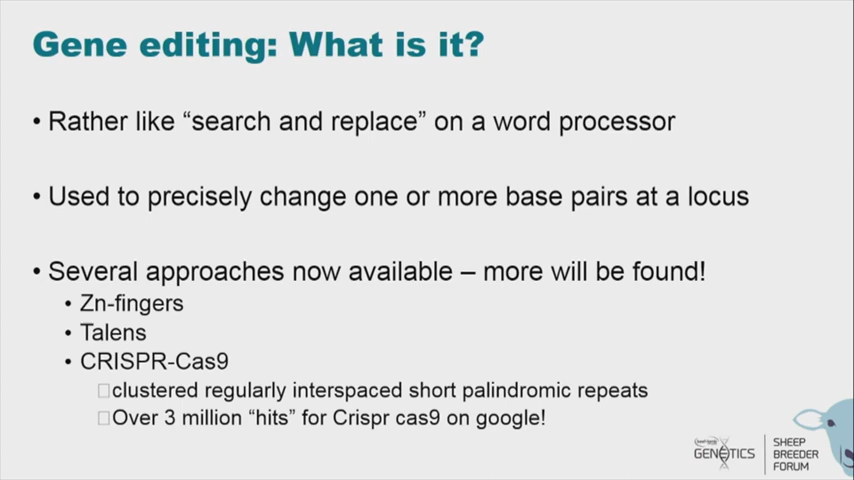 Gene editing: What is it?
• Rather like “search and replace” on a word processor
• Used to precisely change one or more base pairs at a locus
• Several approaches now available – more will be found!
• Zn-fingers
• Talens
• CRISPR-Cas9
□clustered regularly interspaced short palindromic repeats
□Over 3 million “hits” for Crispr cas9 on google!
GENETICS
SHEEP
BREEDER
FORUM